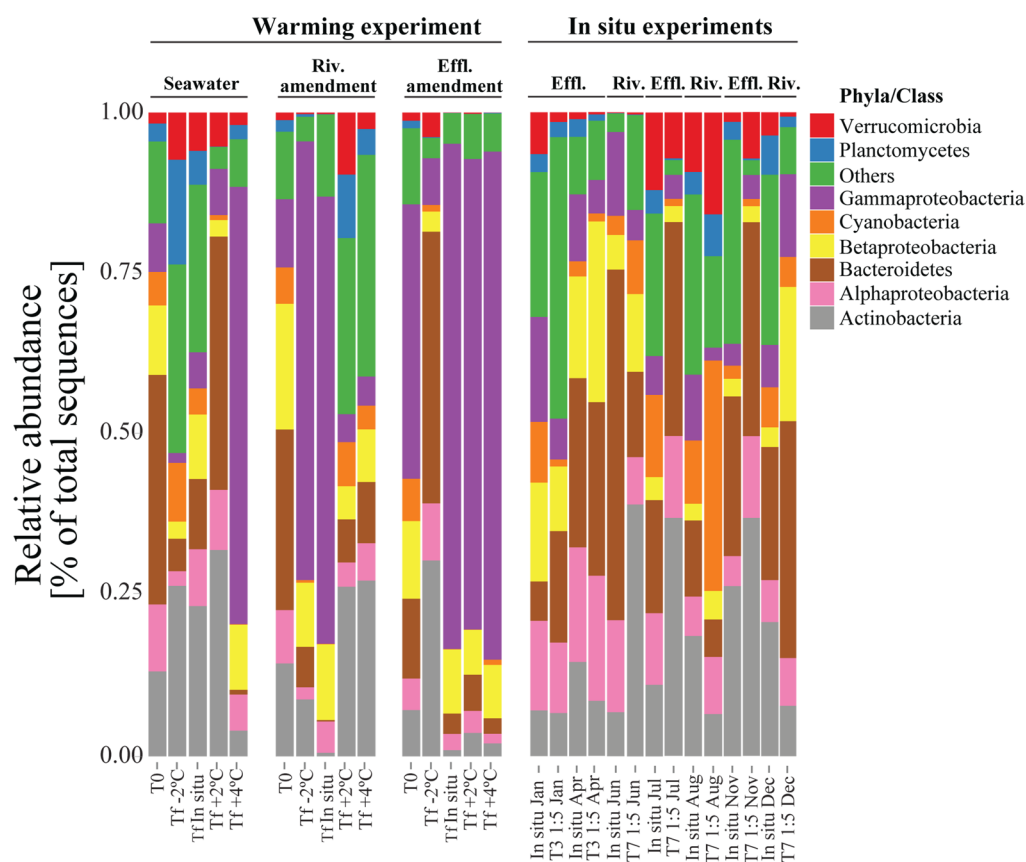 Warming experiment In situ experiments
Seawater Riv. amendment Effl. amendment Effl. Riv. Effl. Riv. Effl. Riv.
Phyla/Class
Verrucomicrobia
Planctomycetes
Others
Gammaproteobacteria
Cyanobacteria
Betaproteobacteria
Bacteroidetes
Alphaproteobacteria
Actinobacteria
Relative abundance
[% of total sequences]
1.00
0.75
0.50
0.25
0.00
T0
Tf -2ºC
Tf In situ
Tf +2ºC
Tf +4ºC
T0
Tf -2ºC
Tf In situ
Tf +2ºC
Tf +4ºC
T0
Tf -2ºC
Tf In situ
Tf +2ºC
Tf +4ºC
In situ Jan
T3 1:5 Jan
In situ Apr
T3 1:5 Apr
In situ Jun
T7 1:5 Jun
In situ Jul
T7 1:5 Jul
In situ Aug
T7 1:5 Aug
In situ Nov
T7 1:5 Nov
In situ Dec
T7 1:5 Dec